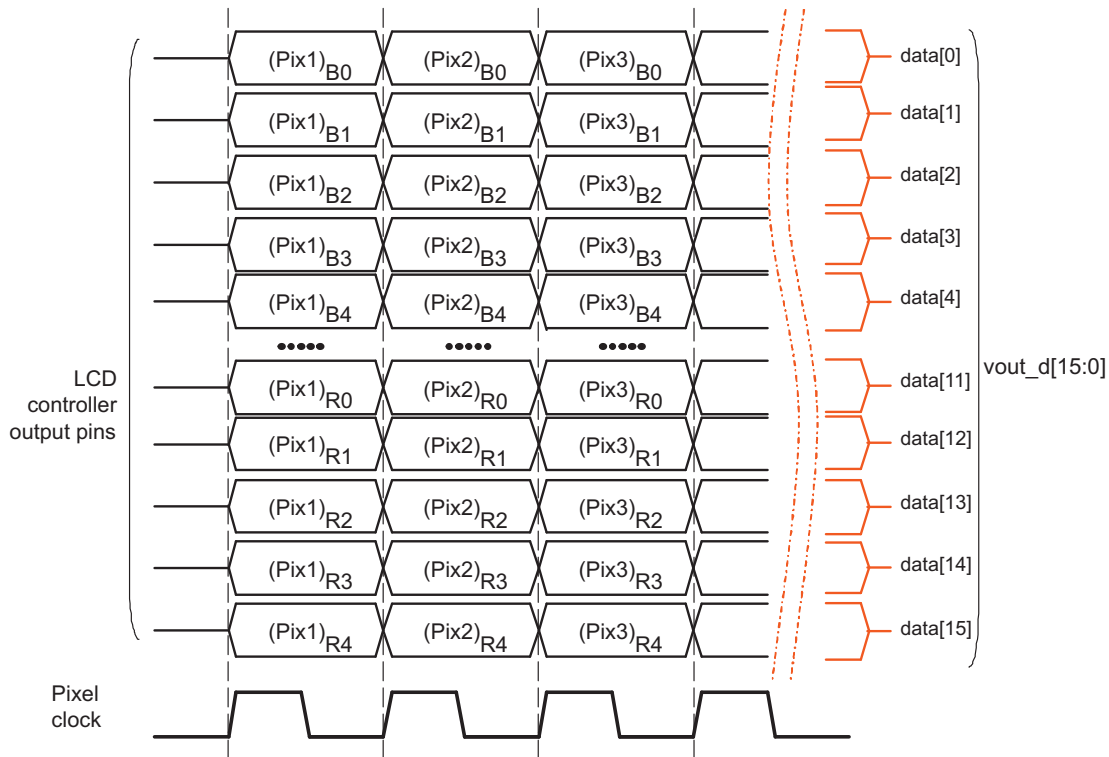 (Pix1)B0 (Pix2)B0 (Pix3)B0 data[0]
(Pix1)B1 (Pix2)B1 (Pix3)B1 data[1]
(Pix1)B2 (Pix2)B2 (Pix3)B2 data[2]
(Pix1)B3 (Pix2)B3 (Pix3)B3 data[3]
(Pix1)B4 (Pix2)B4 (Pix3)B4 data[4]
••••• ••••• •••••
LCD
controller
output pins
vout_d[15:0]
(Pix1)R0 (Pix2)R0 (Pix3)R0 data[11]
(Pix1)R1 (Pix2)R1 (Pix3)R1 data[12]
(Pix1)R2 (Pix2)R2 (Pix3)R2 data[13]
(Pix1)R3 (Pix2)R3 (Pix3)R3 data[14]
(Pix1)R4 (Pix2)R4 (Pix3)R4 data[15]
Pixel
clock